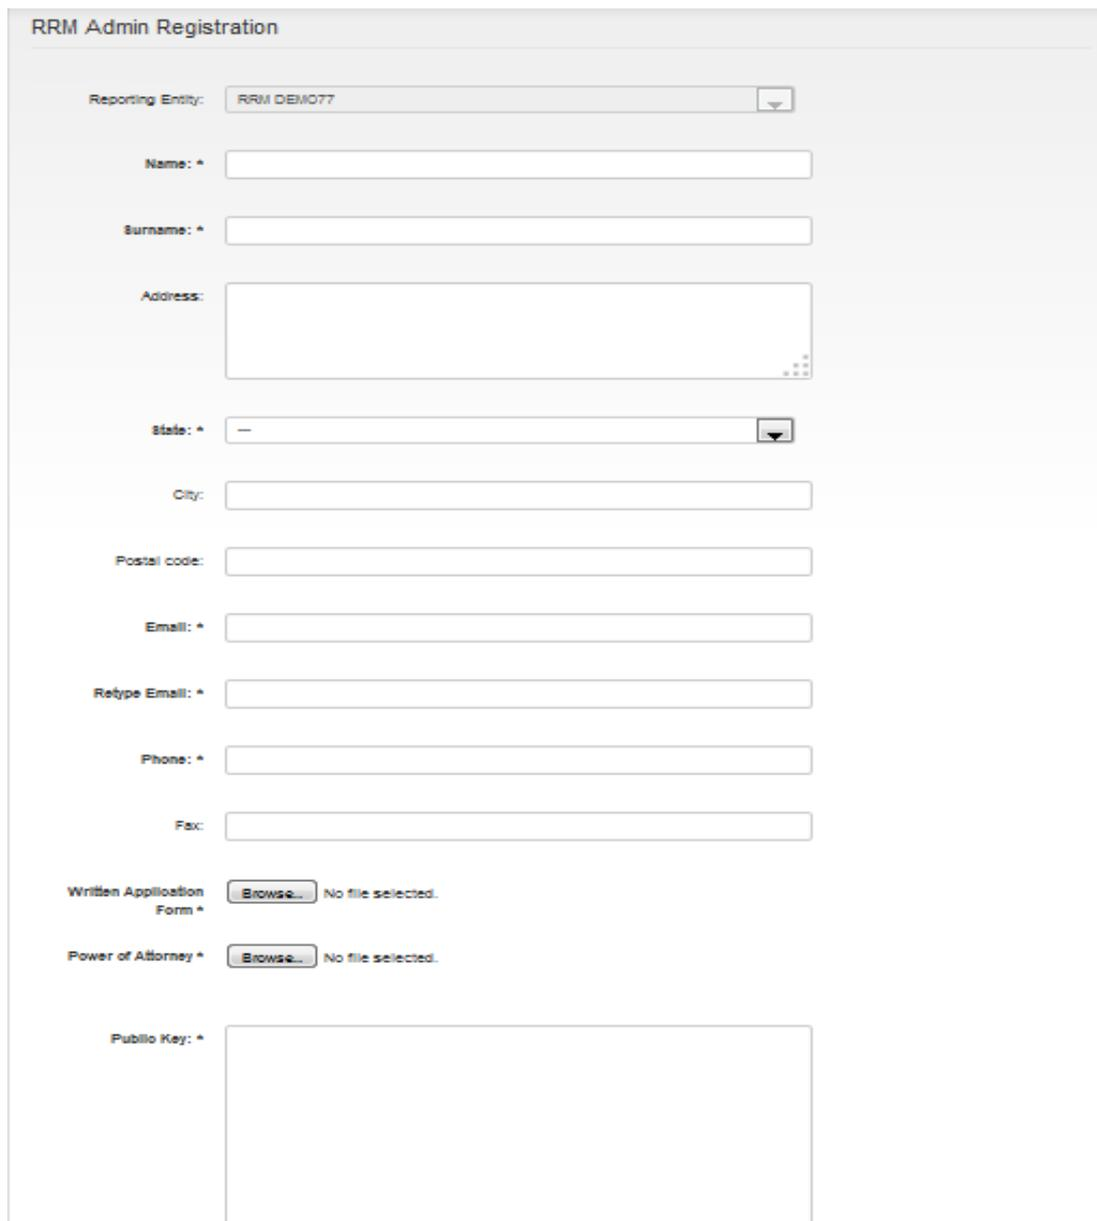 RRM Admin Registration
Reporting Entity: RRM DEMO77
Name: *
Surname: *
Address:
State: * ---
City:
Postal code:
Email: *
Retype Email: *
Phone: *
Fax:
Written Application
Form *
Browse... No file selected.
Power of Attorney * Browse... No file selected.
Public Key: *